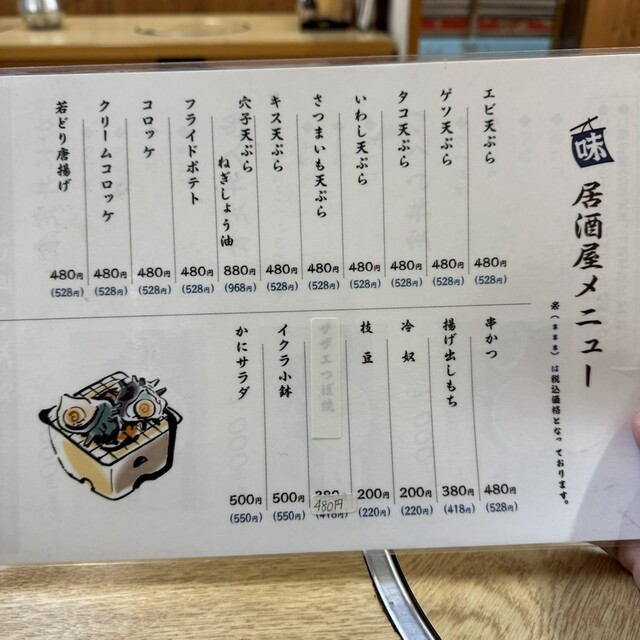 味 居酒屋メニュー
※(***)は税込価格となっております。
エビ天ぷら 480円 (528円)
ゲソ天ぷら 480円 (528円)
タコ天ぷら 480円 (528円)
いわし天ぷら 480円 (528円)
さつまいも天ぷら 480円 (528円)
キス天ぷら 480円 (528円)
穴子天ぷら ねぎしょう油 880円 (968円)
フライドポテト 480円 (528円)
コロッケ 480円 (528円)
クリームコロッケ 480円 (528円)
若どり唐揚げ 480円 (528円)
串かつ 480円 (528円)
揚げ出しもち 380円 (418円)
冷奴 200円 (220円)
枝豆 200円 (220円)
サザエつぼ焼 480円 (418円)
イクラ小鉢 500円 (550円)
かにサラダ 500円 (550円)